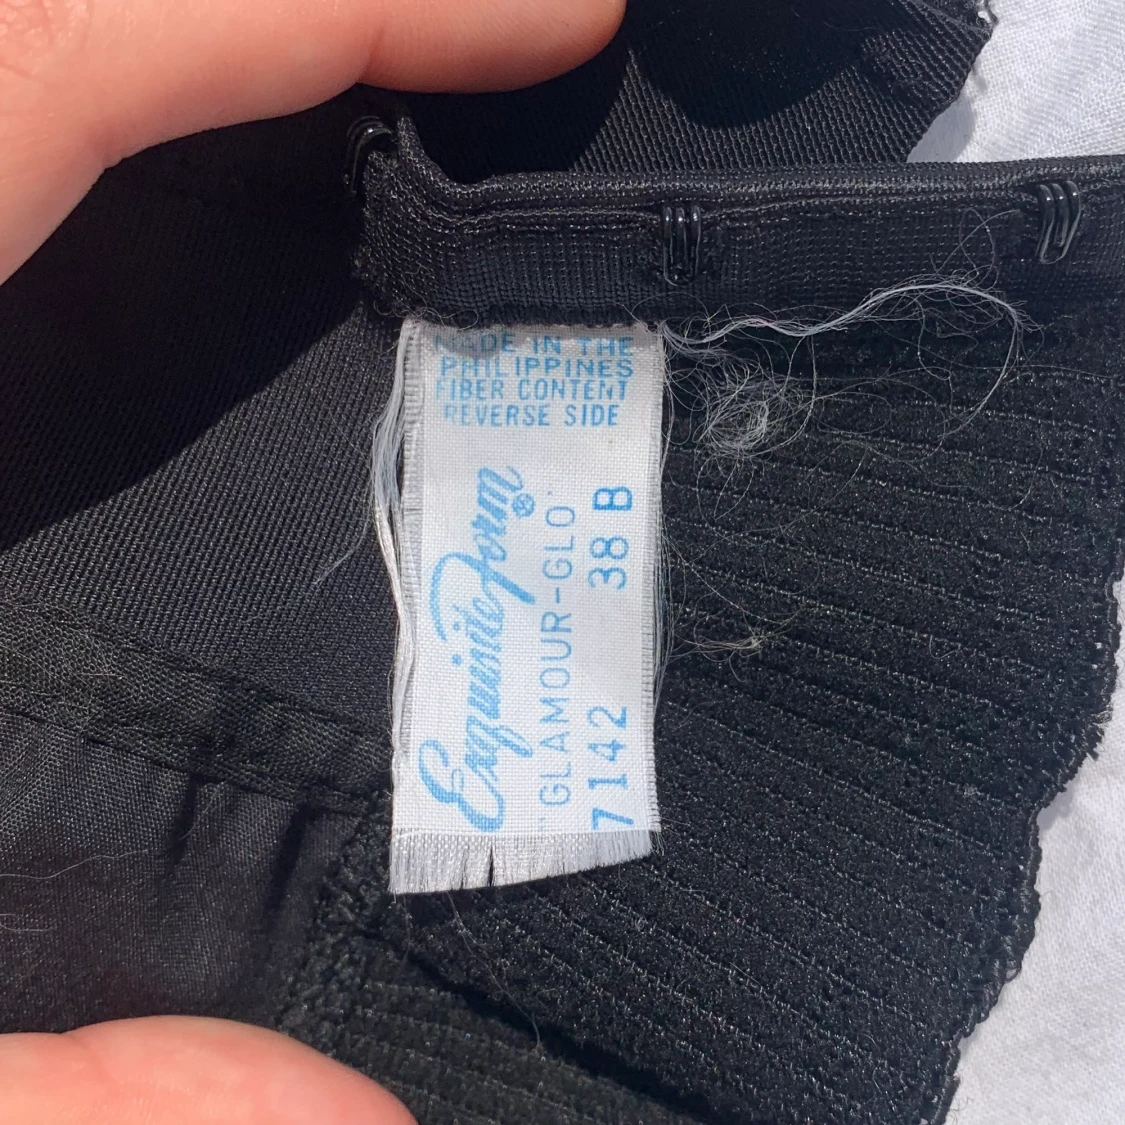 MADE IN THE
PHILIPPINES
FIBER CONTENT
REVERSE SIDE
Exquisite Form®
"GLAMOUR-GLO"
7142 38 B